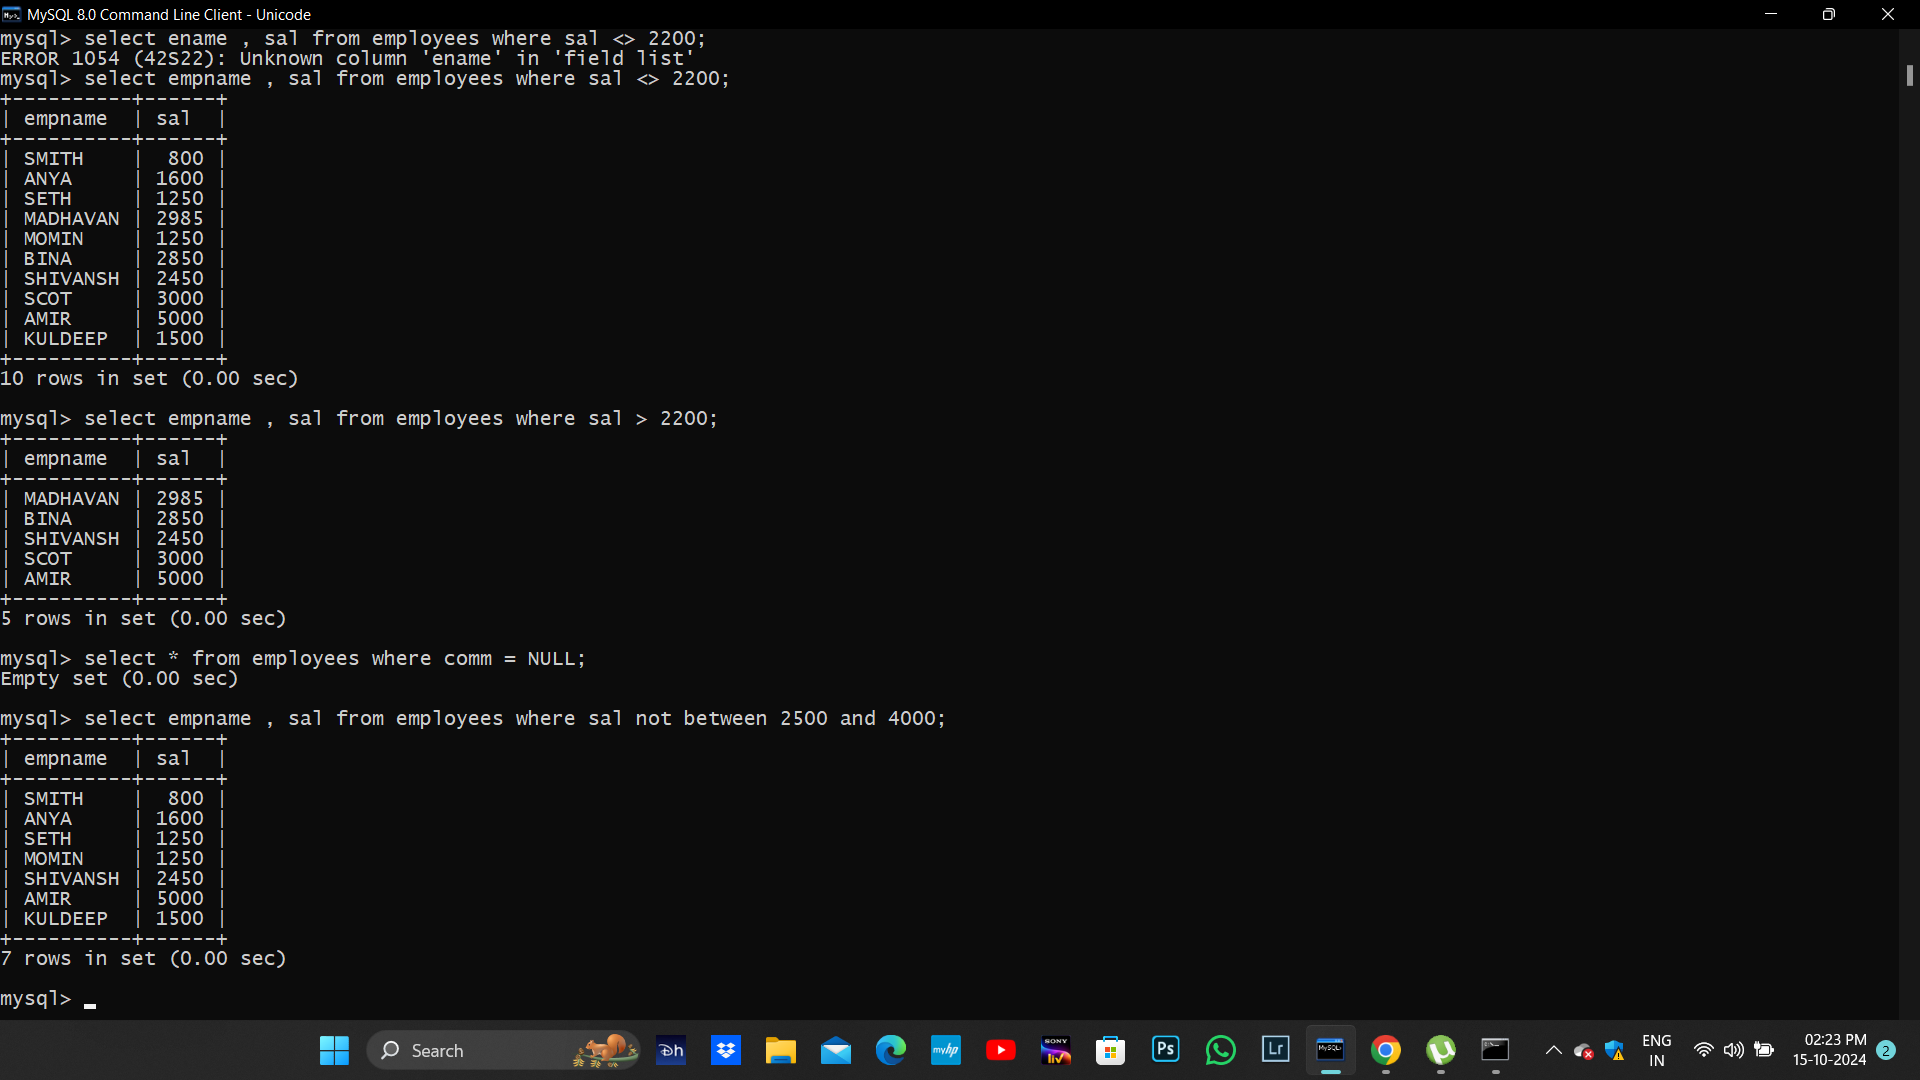 MySQL 8.0 Command Line Client - Unicode
mysql> select ename , sal from employees where sal <> 2200;
ERROR 1054 (42S22): Unknown column 'ename' in 'field list'
mysql> select empname , sal from employees where sal <> 2200;
+----------+------+
| empname  | sal  |
+----------+------+
| SMITH    |  800 |
| ANYA     | 1600 |
| SETH     | 1250 |
| MADHAVAN | 2985 |
| MOMIN    | 1250 |
| BINA     | 2850 |
| SHIVANSH | 2450 |
| SCOT     | 3000 |
| AMIR     | 5000 |
| KULDEEP  | 1500 |
+----------+------+
10 rows in set (0.00 sec)
mysql> select empname , sal from employees where sal > 2200;
+----------+------+
| empname  | sal  |
+----------+------+
| MADHAVAN | 2985 |
| BINA     | 2850 |
| SHIVANSH | 2450 |
| SCOT     | 3000 |
| AMIR     | 5000 |
+----------+------+
5 rows in set (0.00 sec)
mysql> select * from employees where comm = NULL;
Empty set (0.00 sec)
mysql> select empname , sal from employees where sal not between 2500 and 4000;
+----------+------+
| empname  | sal  |
+----------+------+
| SMITH    |  800 |
| ANYA     | 1600 |
| SETH     | 1250 |
| MOMIN    | 1250 |
| SHIVANSH | 2450 |
| AMIR     | 5000 |
| KULDEEP  | 1500 |
+----------+------+
7 rows in set (0.00 sec)
mysql> _
Search
Dh
myhp
SONY
liv
Ps
Lr
MySQL
ENG
IN
02:23 PM
15-10-2024
2